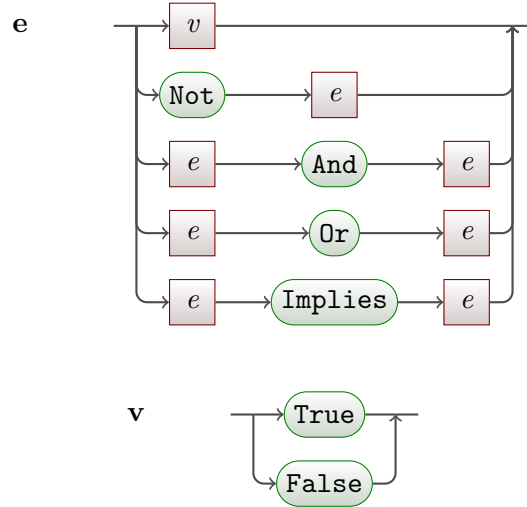 e v
Not e
e And e
e Or e
e Implies e
v True
False